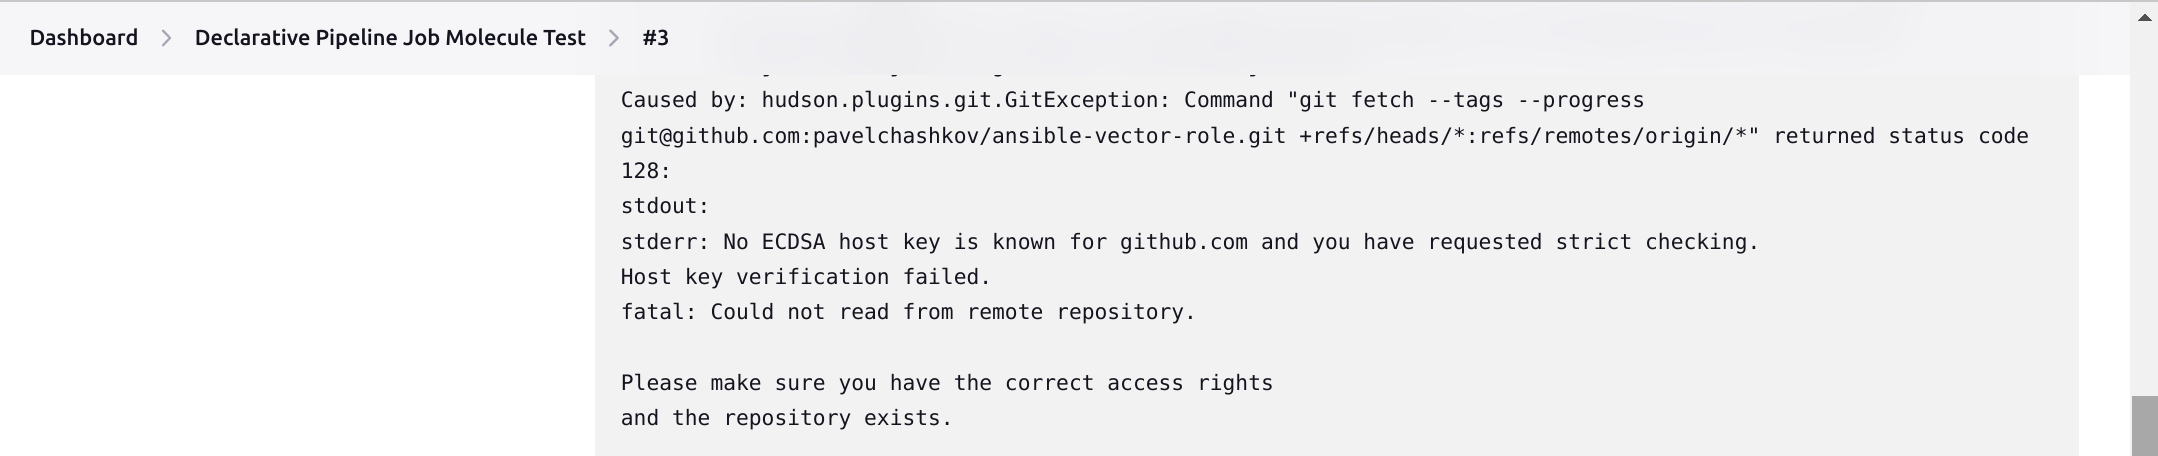 Dashboard > Declarative Pipeline Job Molecule Test > #3
Caused by: hudson.plugins.git.GitException: Command "git fetch --tags --progress
git@github.com:pavelchashkov/ansible-vector-role.git +refs/heads/*:refs/remotes/origin/*" returned status code
128:
stdout:
stderr: No ECDSA host key is known for github.com and you have requested strict checking.
Host key verification failed.
fatal: Could not read from remote repository.
Please make sure you have the correct access rights
and the repository exists.